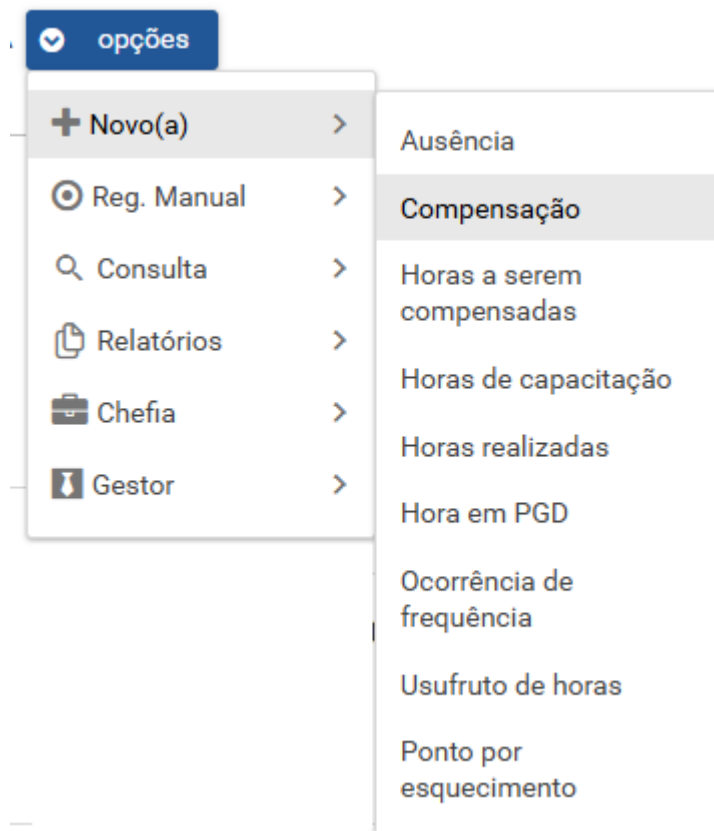 opções
Novo(a)
Reg. Manual
Consulta
Relatórios
Chefia
Gestor
Ausência
Compensação
Horas a serem
compensadas
Horas de capacitação
Horas realizadas
Hora em PGD
Ocorrência de
frequência
Usufruto de horas
Ponto por
esquecimento